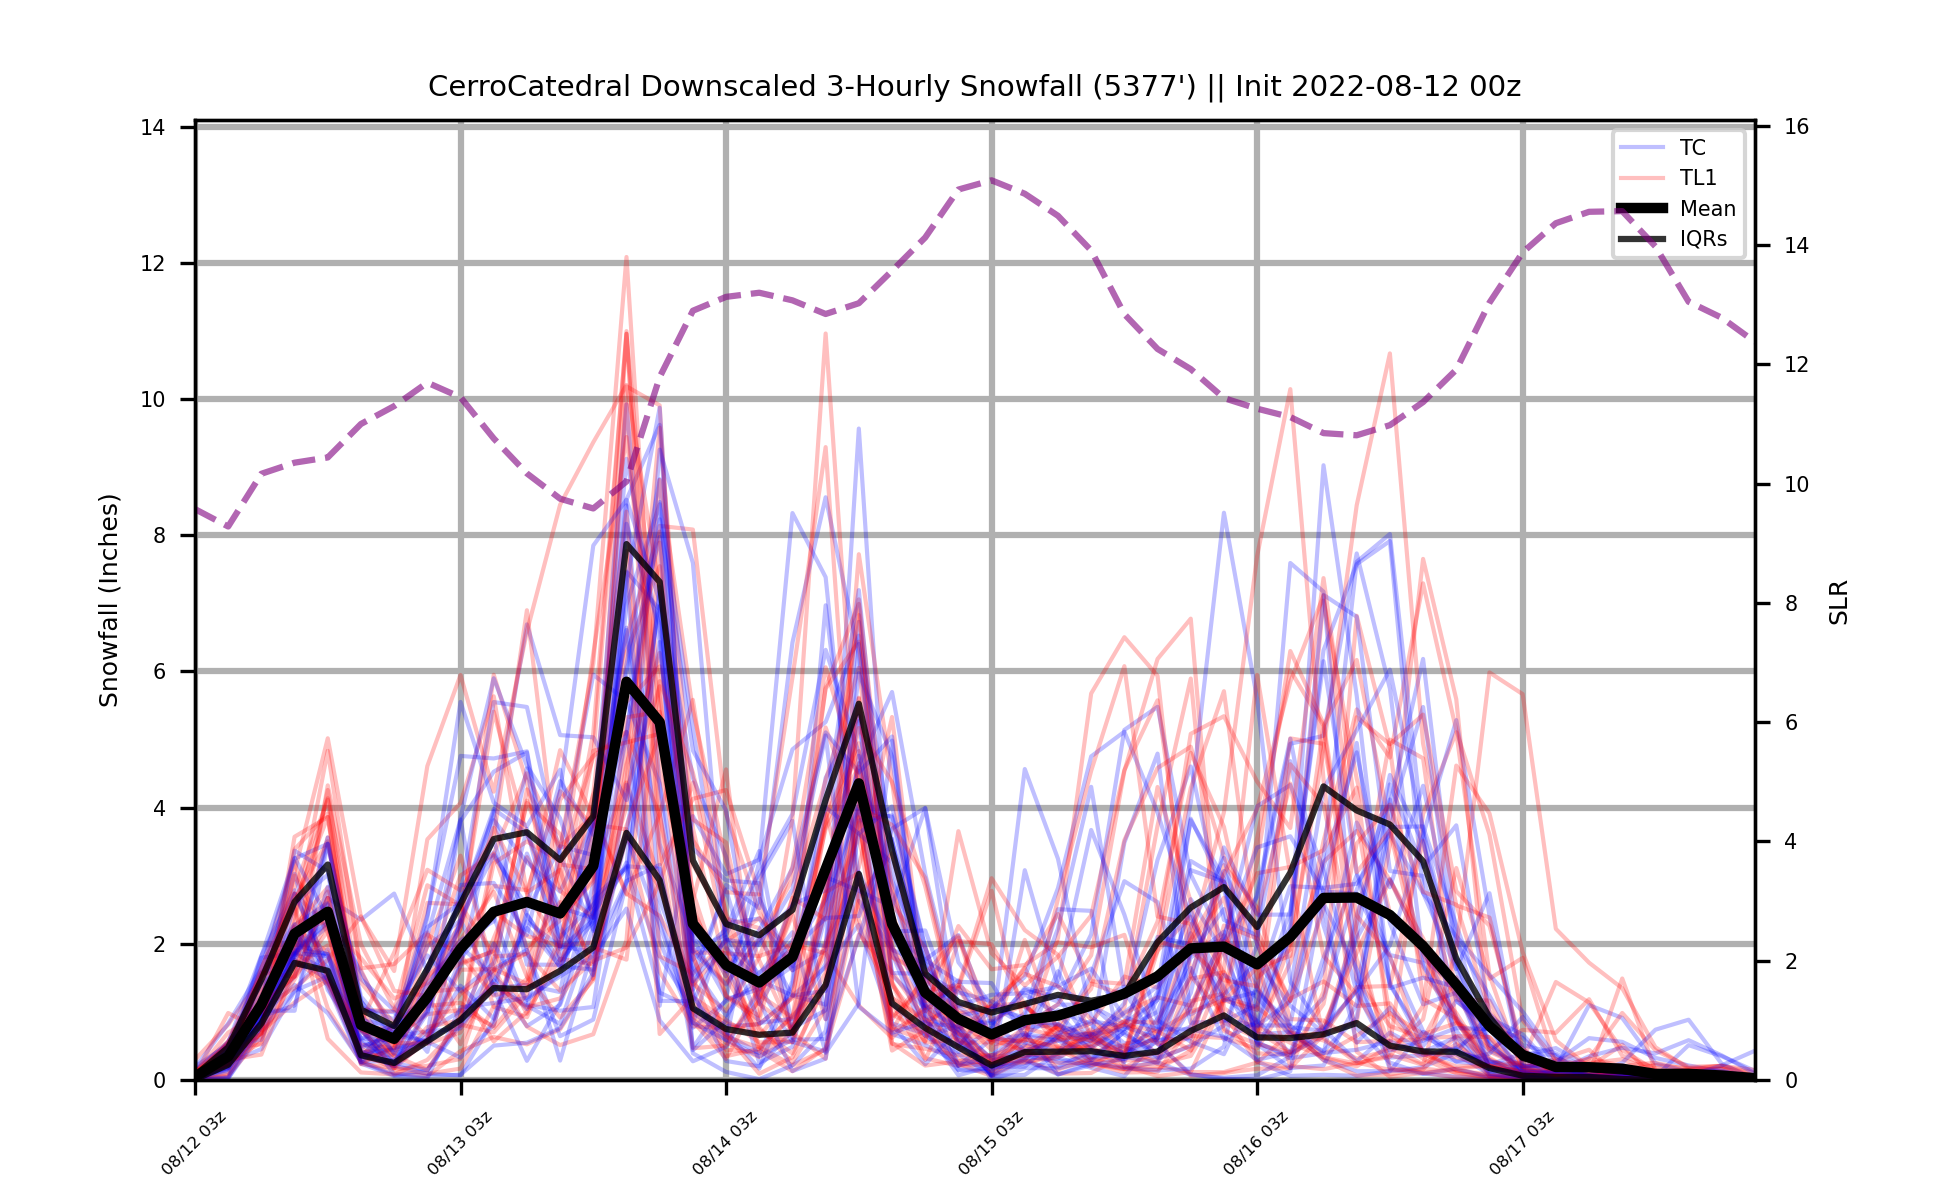 CerroCatedral Downscaled 3-Hourly Snowfall (5377') || Init 2022-08-12 00z
14
12
10
8
6
4
2
0
Snowfall (Inches)
16
14
12
10
8
6
4
2
0
SLR
TC
TL1
Mean
IQRs
08/12 03z
08/13 03z
08/14 03z
08/15 03z
08/16 03z
08/17 03z